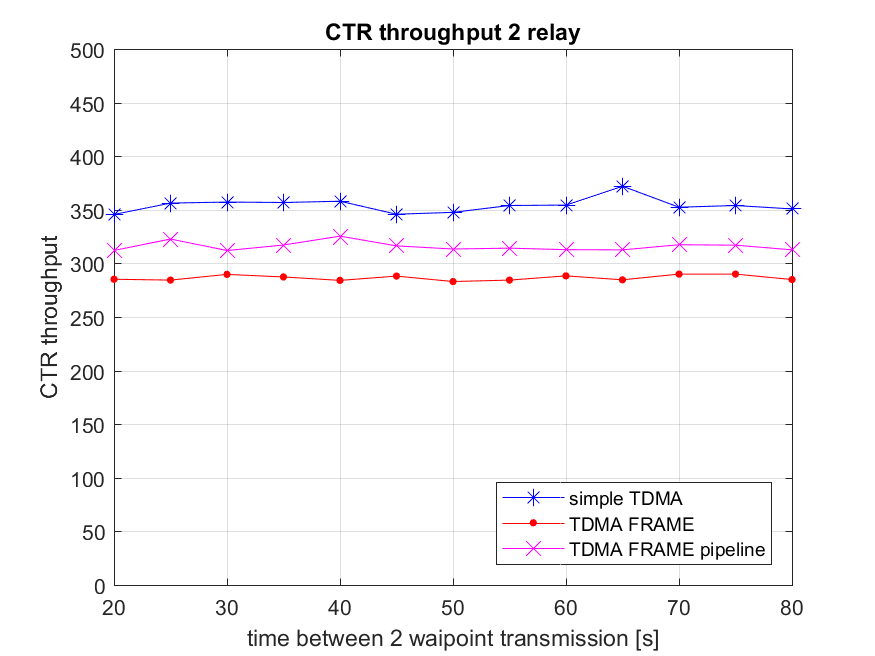 CTR throughput 2 relay
500
450
400
350
300
250
200
150
100
50
0
CTR throughput
20 30 40 50 60 70 80
time between 2 waipoint transmission [s]
simple TDMA
TDMA FRAME
TDMA FRAME pipeline